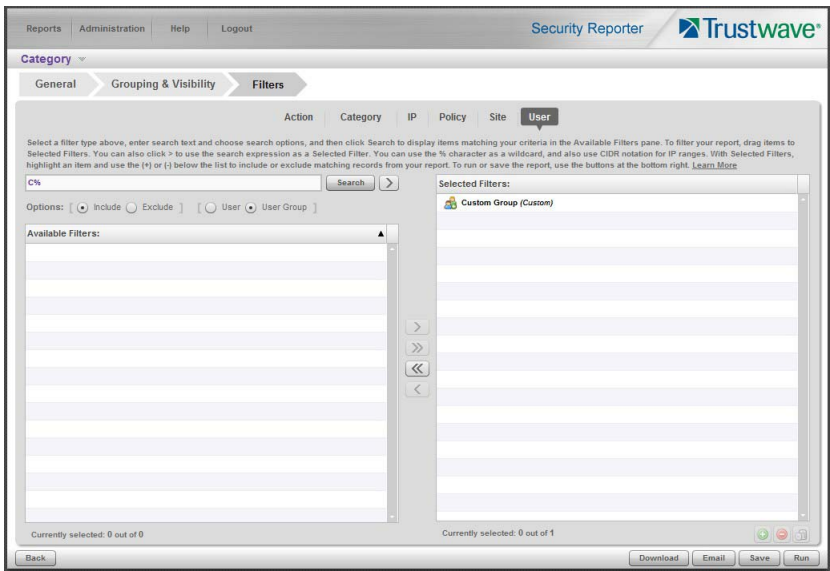 Reports Administration Help Logout
Security Reporter
Trustwave®
Category
General Grouping & Visibility Filters
Action Category IP Policy Site User
Select a filter type above, enter search text and choose search options, and then click Search to display items matching your criteria in the Available Filters pane. To filter your report, drag items to
Selected Filters. You can also click > to use the search expression as a Selected Filter. You can use the % character as a wildcard, and also use CIDR notation for IP ranges. With Selected Filters,
highlight an item and use the (+) or (-) below the list to include or exclude matching records from your report. To run or save the report, use the buttons at the bottom right. Learn More
C% Search >
Options: [ Include Exclude ] [ User User Group ]
Available Filters:
Currently selected: 0 out of 0
Selected Filters:
Custom Group (Custom)
Currently selected: 0 out of 1
Back Download Email Save Run